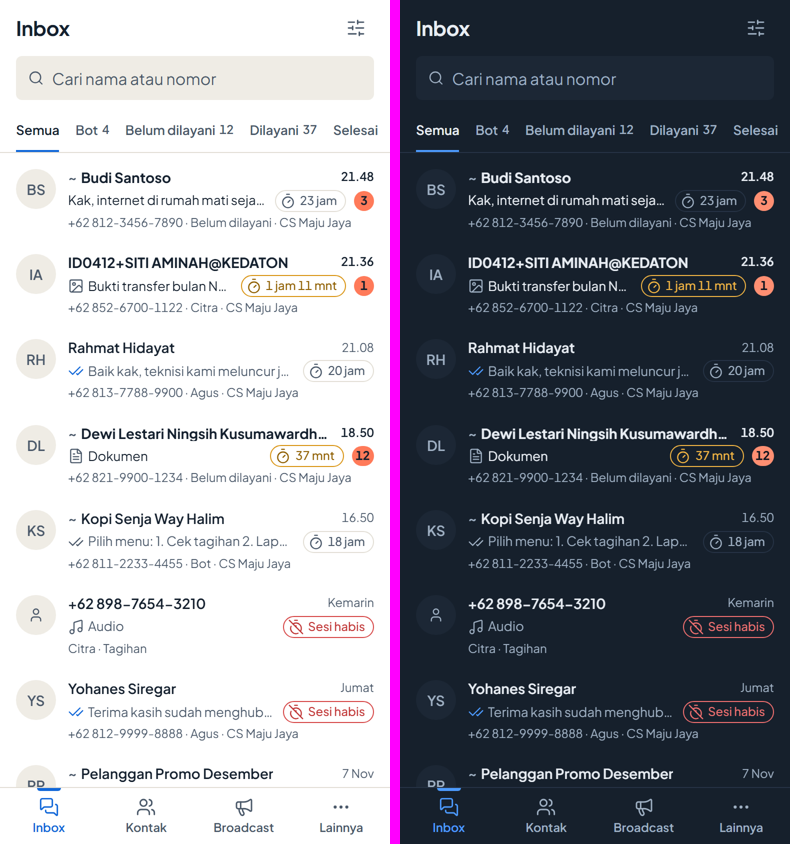 Inbox
Cari nama atau nomor
Semua Bot 4 Belum dilayani 12 Dilayani 37 Selesai
BS ~ Budi Santoso 21.48
Kak, internet di rumah mati seja... 23 jam 3
+62 812-3456-7890 · Belum dilayani · CS Maju Jaya
IA ID0412+SITI AMINAH@KEDATON 21.36
Bukti transfer bulan N... 1 jam 11 mnt 1
+62 852-6700-1122 · Citra · CS Maju Jaya
RH Rahmat Hidayat 21.08
Baik kak, teknisi kami meluncur j... 20 jam
+62 813-7788-9900 · Agus · CS Maju Jaya
DL ~ Dewi Lestari Ningsih Kusumawardh... 18.50
Dokumen 37 mnt 12
+62 821-9900-1234 · Belum dilayani · CS Maju Jaya
KS ~ Kopi Senja Way Halim 16.50
Pilih menu: 1. Cek tagihan 2. Lap... 18 jam
+62 811-2233-4455 · Bot · CS Maju Jaya
+62 898-7654-3210 Kemarin
Audio Sesi habis
Citra · Tagihan
YS Yohanes Siregar Jumat
Terima kasih sudah menghub... Sesi habis
+62 812-9999-8888 · Agus · CS Maju Jaya
PP ~ Pelanggan Promo Desember 7 Nov
Inbox Kontak Broadcast Lainnya
Inbox
Cari nama atau nomor
Semua Bot 4 Belum dilayani 12 Dilayani 37 Selesai
BS ~ Budi Santoso 21.48
Kak, internet di rumah mati seja... 23 jam 3
+62 812-3456-7890 · Belum dilayani · CS Maju Jaya
IA ID0412+SITI AMINAH@KEDATON 21.36
Bukti transfer bulan N... 1 jam 11 mnt 1
+62 852-6700-1122 · Citra · CS Maju Jaya
RH Rahmat Hidayat 21.08
Baik kak, teknisi kami meluncur j... 20 jam
+62 813-7788-9900 · Agus · CS Maju Jaya
DL ~ Dewi Lestari Ningsih Kusumawardh... 18.50
Dokumen 37 mnt 12
+62 821-9900-1234 · Belum dilayani · CS Maju Jaya
KS ~ Kopi Senja Way Halim 16.50
Pilih menu: 1. Cek tagihan 2. Lap... 18 jam
+62 811-2233-4455 · Bot · CS Maju Jaya
+62 898-7654-3210 Kemarin
Audio Sesi habis
Citra · Tagihan
YS Yohanes Siregar Jumat
Terima kasih sudah menghub... Sesi habis
+62 812-9999-8888 · Agus · CS Maju Jaya
PP ~ Pelanggan Promo Desember 7 Nov
Inbox Kontak Broadcast Lainnya